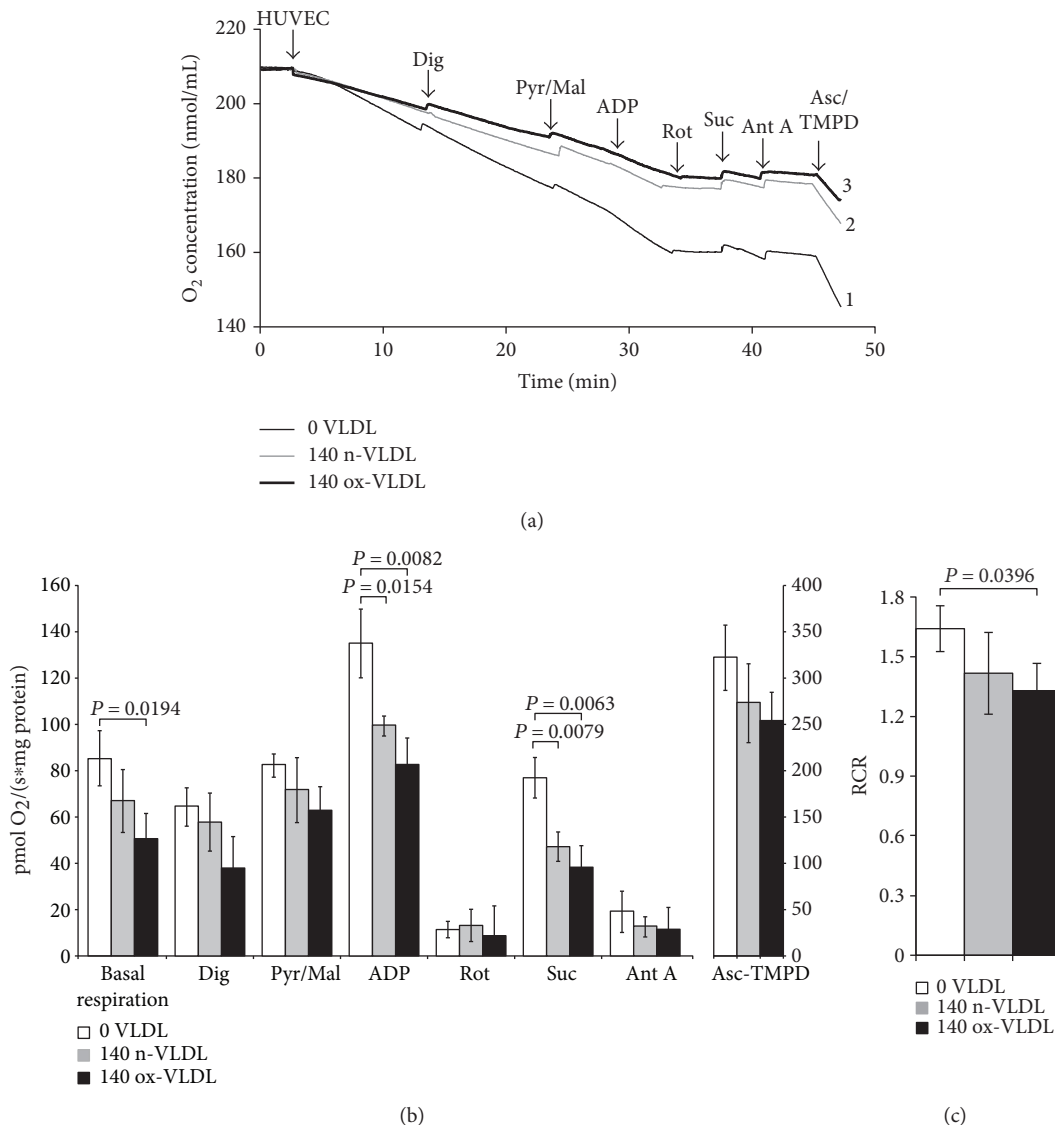 220
HUVEC
210
Dig
200
Pyr/Mal
ADP
Asc/
TMPD
Suc
Ant A
Rot
180
160
140
3
2
1
O₂ concentration (nmol/mL)
0
10
20
30
40
50
Time (min)
0 VLDL
140 n-VLDL
140 ox-VLDL
(a)
P = 0.0082
P = 0.0154
P = 0.0194
P = 0.0063
P = 0.0079
pmol O₂/(s*mg protein)
160
140
120
100
80
60
40
20
0
400
350
300
250
200
150
100
50
0
Basal
respiration
Dig
Pyr/Mal
ADP
Rot
Suc
Ant A
Asc-TMPD
0 VLDL
140 n-VLDL
140 ox-VLDL
(b)
P = 0.0396
RCR
1.8
1.5
1.2
0.9
0.6
0.3
0
0 VLDL
140 n-VLDL
140 ox-VLDL
(c)